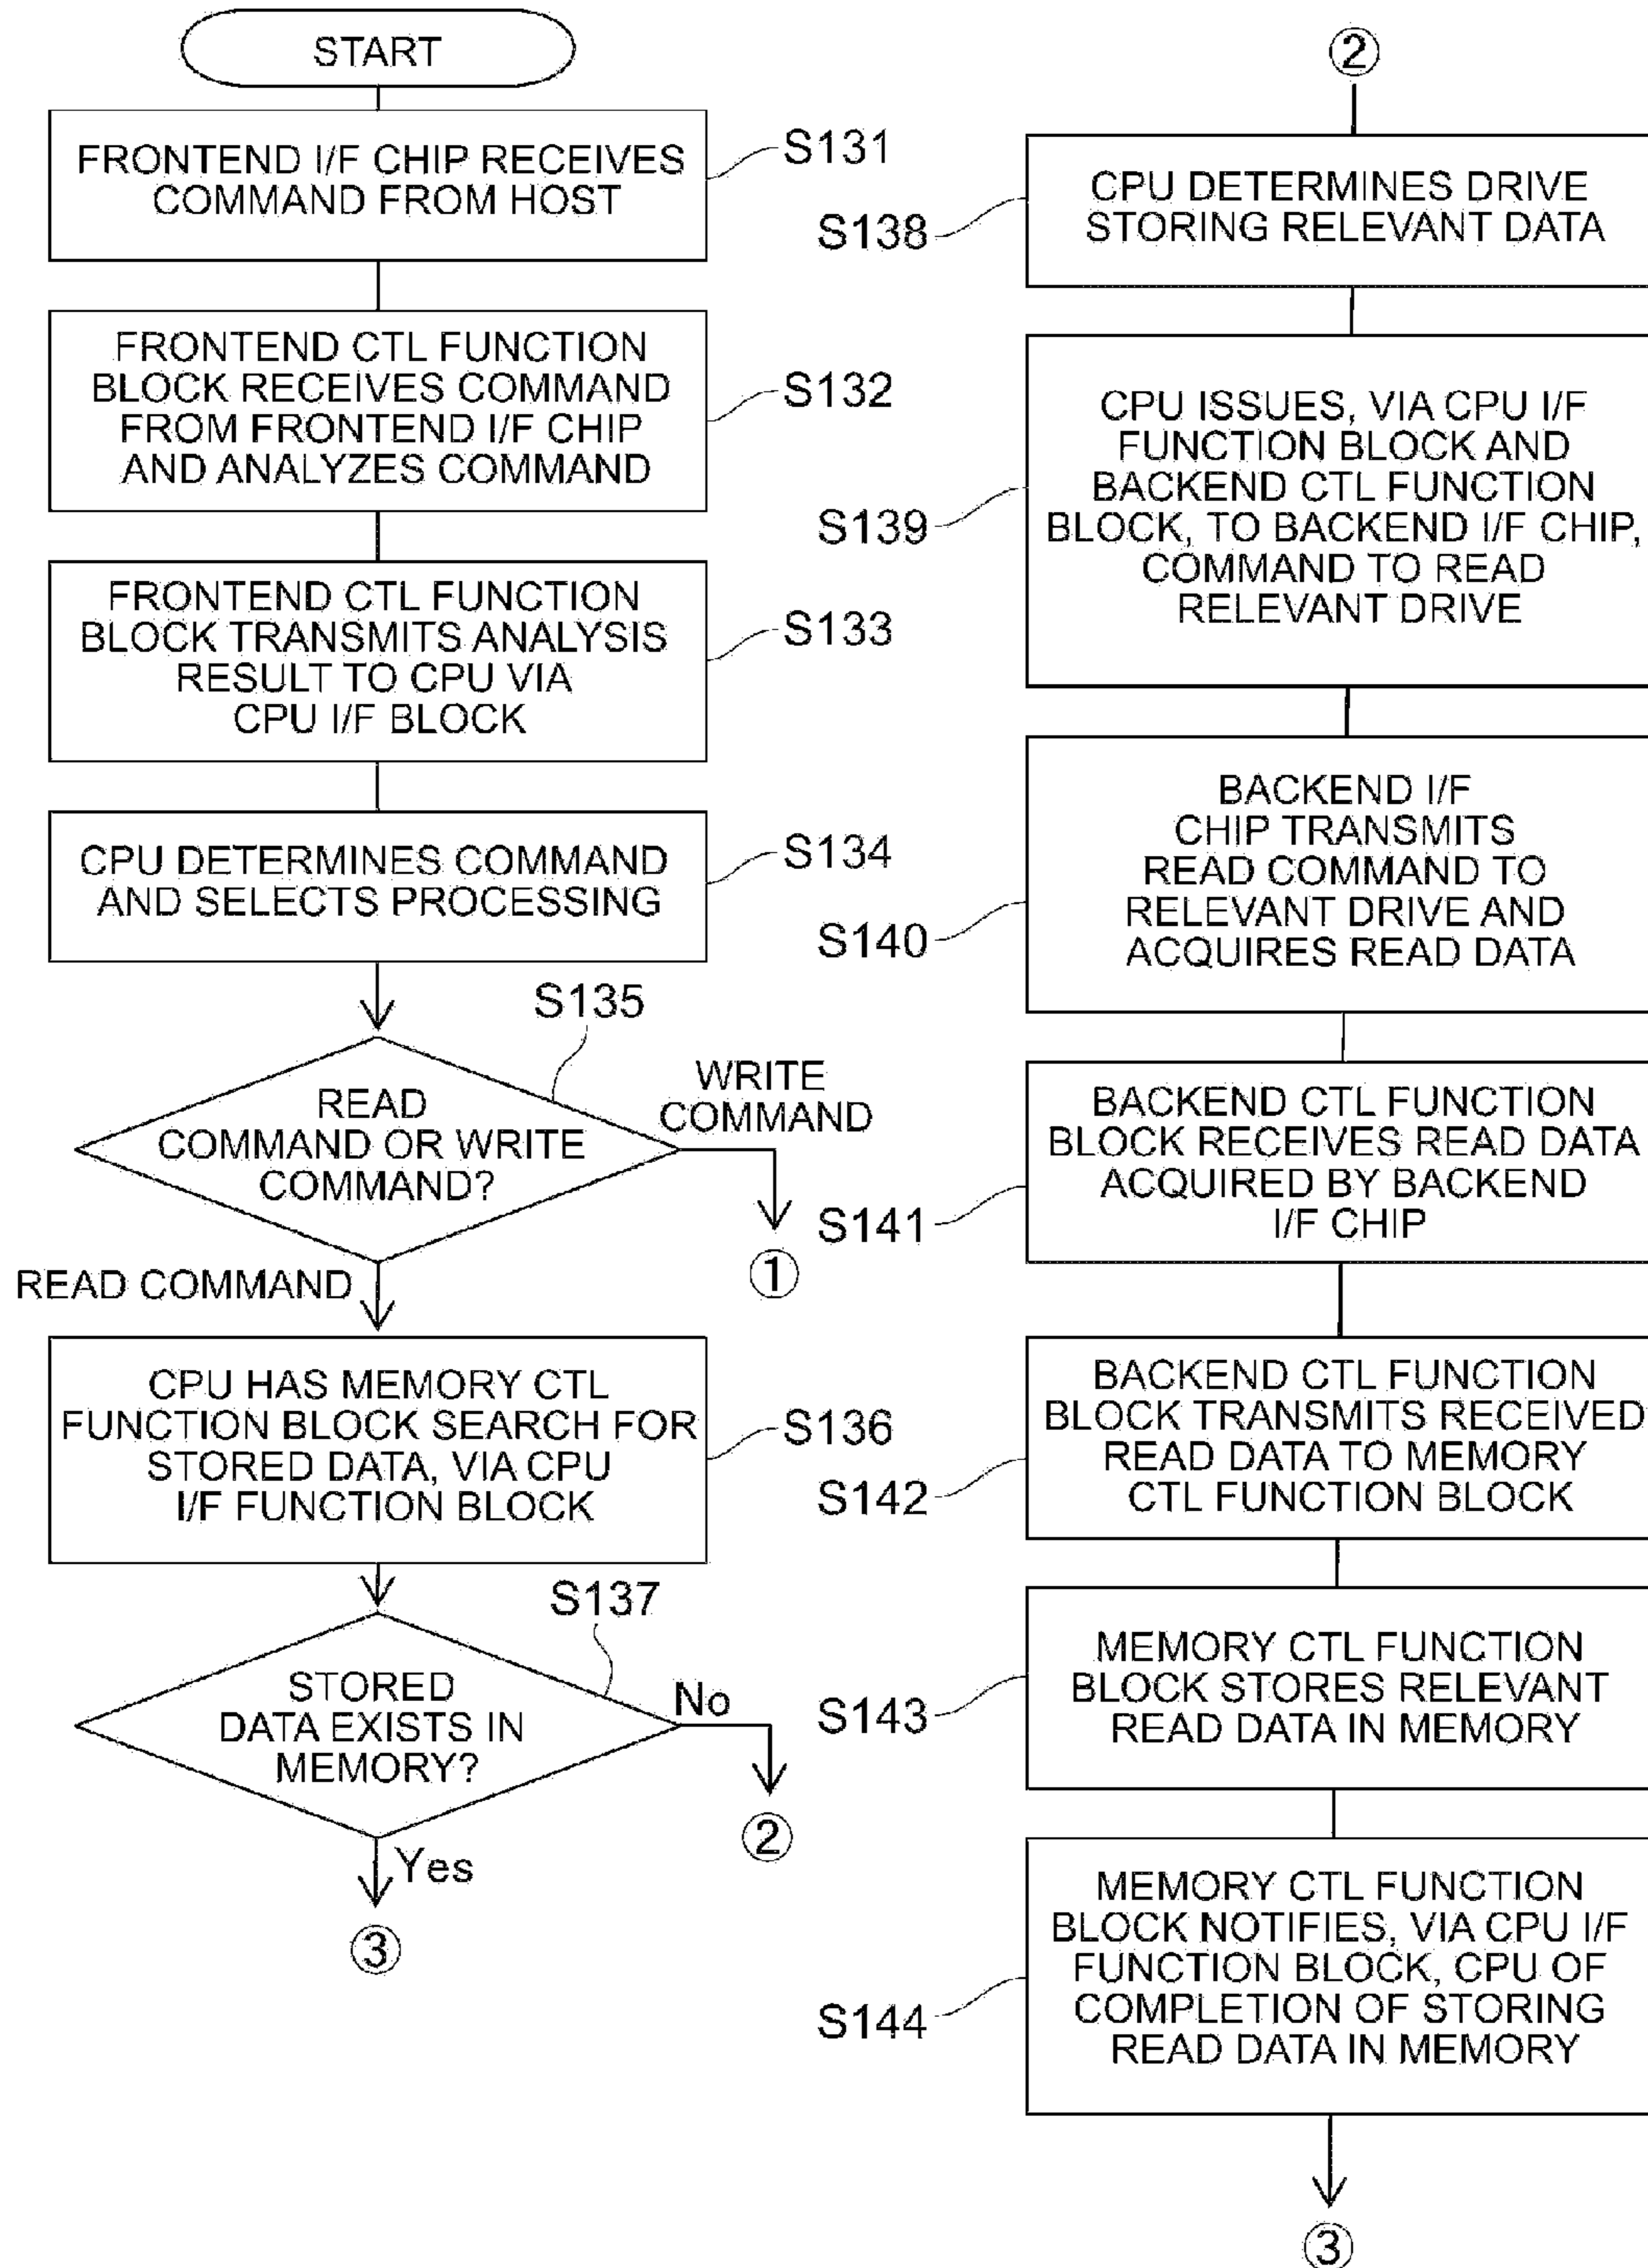 START
FRONTEND I/F CHIP RECEIVES
COMMAND FROM HOST
S131
FRONTEND CTL FUNCTION
BLOCK RECEIVES COMMAND
FROM FRONTEND I/F CHIP
AND ANALYZES COMMAND
S132
FRONTEND CTL FUNCTION
BLOCK TRANSMITS ANALYSIS
RESULT TO CPU VIA
CPU I/F BLOCK
S133
CPU DETERMINES COMMAND
AND SELECTS PROCESSING
S134
S135
READ
COMMAND OR WRITE
COMMAND?
WRITE
COMMAND
①
READ COMMAND
CPU HAS MEMORY CTL
FUNCTION BLOCK SEARCH FOR
STORED DATA, VIA CPU
I/F FUNCTION BLOCK
S136
S137
STORED
DATA EXISTS IN
MEMORY?
No
②
Yes
③
②
CPU DETERMINES DRIVE
STORING RELEVANT DATA
S138
CPU ISSUES, VIA CPU I/F
FUNCTION BLOCK AND
BACKEND CTL FUNCTION
BLOCK, TO BACKEND I/F CHIP,
COMMAND TO READ
RELEVANT DRIVE
S139
BACKEND I/F
CHIP TRANSMITS
READ COMMAND TO
RELEVANT DRIVE AND
ACQUIRES READ DATA
S140
BACKEND CTL FUNCTION
BLOCK RECEIVES READ DATA
ACQUIRED BY BACKEND
I/F CHIP
S141
BACKEND CTL FUNCTION
BLOCK TRANSMITS RECEIVED
READ DATA TO MEMORY
CTL FUNCTION BLOCK
S142
MEMORY CTL FUNCTION
BLOCK STORES RELEVANT
READ DATA IN MEMORY
S143
MEMORY CTL FUNCTION
BLOCK NOTIFIES, VIA CPU I/F
FUNCTION BLOCK, CPU OF
COMPLETION OF STORING
READ DATA IN MEMORY
S144
③